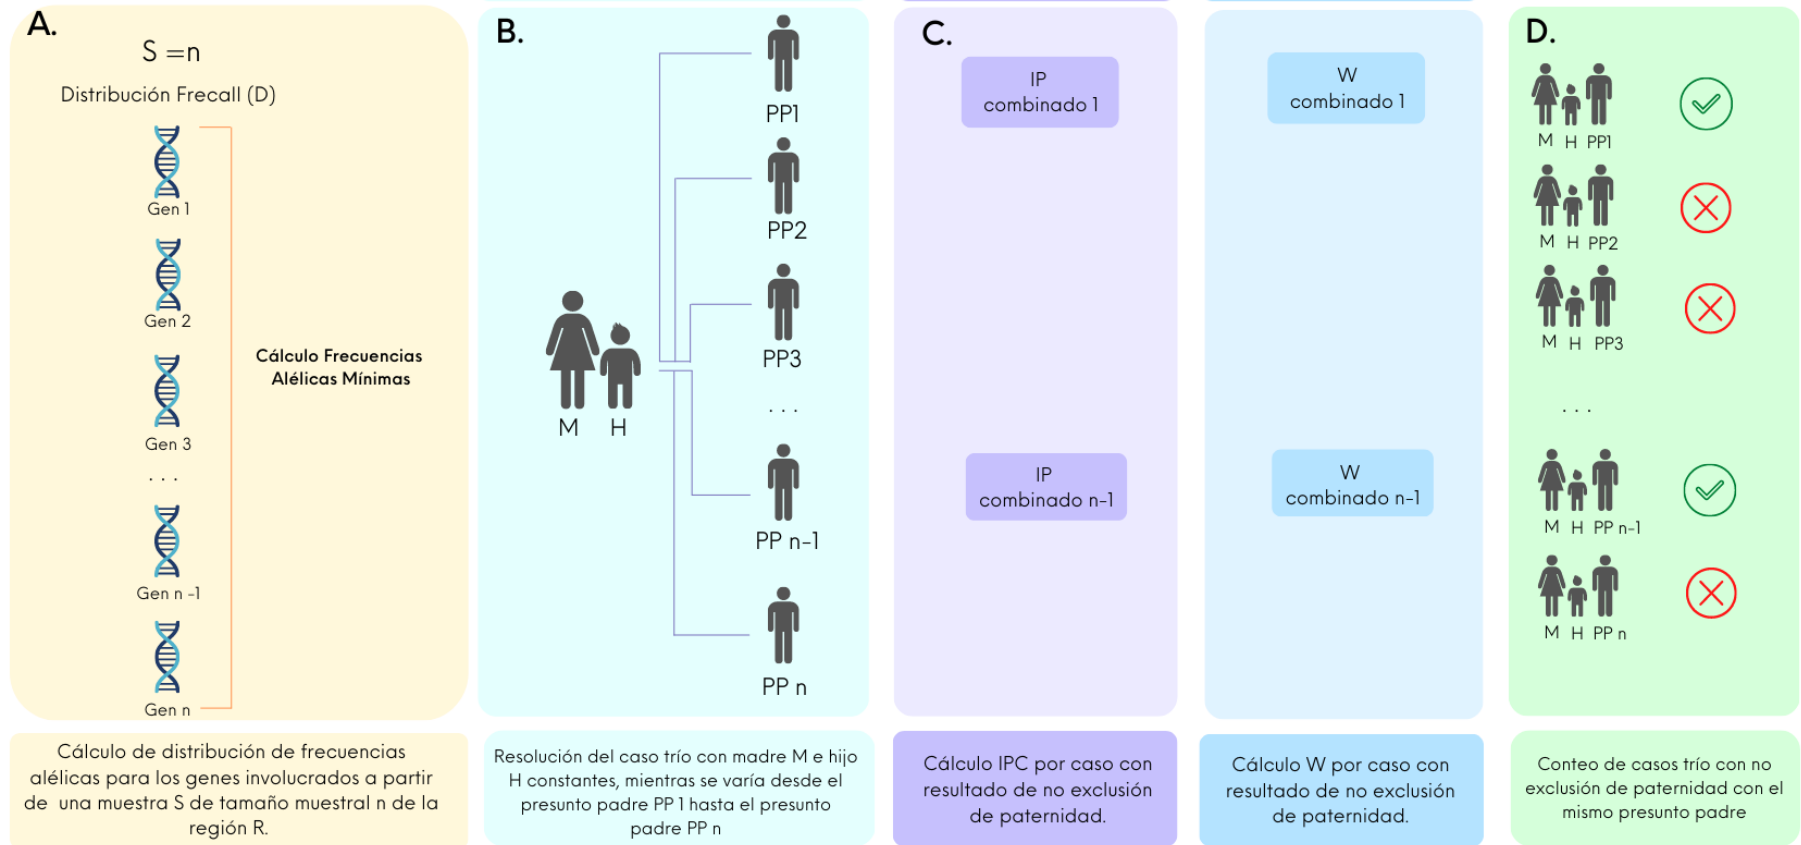 A.
S =n
Distribución Frecall (D)
Gen 1
Gen 2
Gen 3
. . .
Gen n -1
Gen n
Cálculo Frecuencias
Alélicas Mínimas
Cálculo de distribución de frecuencias
alélicas para los genes involucrados a partir
de una muestra S de tamaño muestral n de la
región R.
B.
M
H
PP1
PP2
PP3
. . .
PP n-1
PP n
Resolución del caso trío con madre M e hijo
H constantes, mientras se varía desde el
presunto padre PP 1 hasta el presunto
padre PP n
C.
IP
combinado 1
IP
combinado n-1
Cálculo IPC por caso con
resultado de no exclusión
de paternidad.
W
combinado 1
W
combinado n-1
Cálculo W por caso con
resultado de no exclusión
de paternidad.
D.
M H PP1
M H PP2
M H PP3
. . .
M H PP n-1
M H PP n
Conteo de casos trío con no
exclusión de paternidad con el
mismo presunto padre